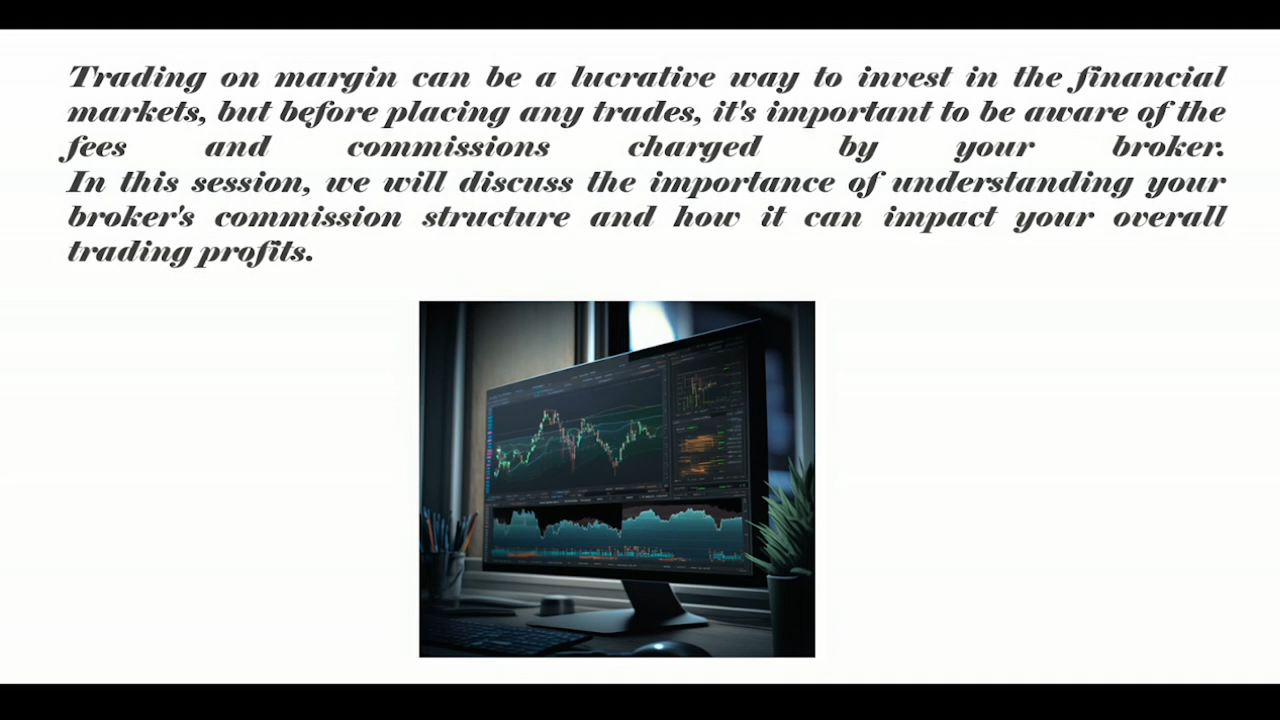 Trading on margin can be a lucrative way to invest in the financial
markets, but before placing any trades, it's important to be aware of the
fees and commissions charged by your broker.
In this session, we will discuss the importance of understanding your
broker's commission structure and how it can impact your overall
trading profits.